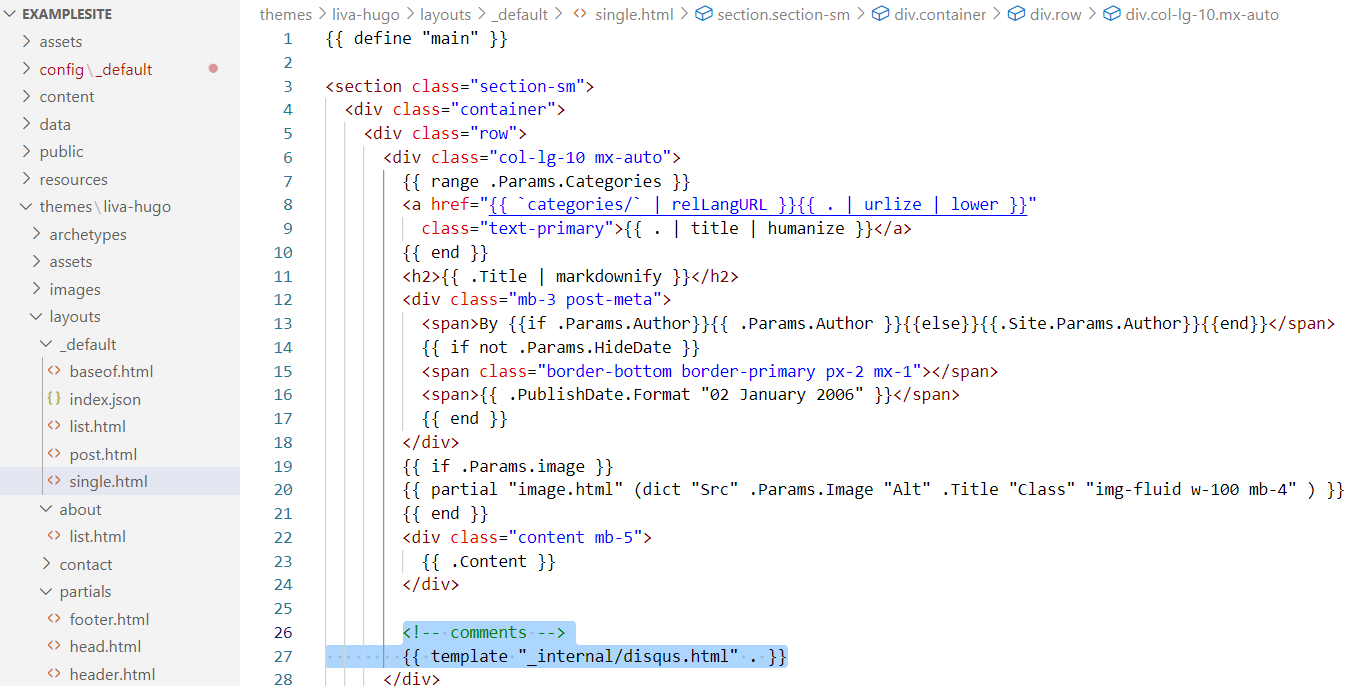 EXAMPLESITE
assets
config\_default
content
data
public
resources
themes\liva-hugo
archetypes
assets
images
layouts
_default
baseof.html
{} index.json
list.html
post.html
single.html
about
list.html
contact
partials
footer.html
head.html
header.html
themes > liva-hugo > layouts > _default > <> single.html > section.section-sm > div.container > div.row > div.col-lg-10.mx-auto
1 {{ define "main" }}
2
3 <section class="section-sm">
4 <div class="container">
5 <div class="row">
6 <div class="col-lg-10 mx-auto">
7 {{ range .Params.Categories }}
8 <a href="{{ `categories/` | relLangURL }}{{ . | urlize | lower }}"
9 class="text-primary">{{ . | title | humanize }}</a>
10 {{ end }}
11 <h2>{{ .Title | markdownify }}</h2>
12 <div class="mb-3 post-meta">
13 <span>By {{if .Params.Author}}{{ .Params.Author }}{{else}}{{.Site.Params.Author}}{{end}}</span>
14 {{ if not .Params.HideDate }}
15 <span class="border-bottom border-primary px-2 mx-1"></span>
16 <span>{{ .PublishDate.Format "02 January 2006" }}</span>
17 {{ end }}
18 </div>
19 {{ if .Params.image }}
20 {{ partial "image.html" (dict "Src" .Params.Image "Alt" .Title "Class" "img-fluid w-100 mb-4" ) }}
21 {{ end }}
22 <div class="content mb-5">
23 {{ .Content }}
24 </div>
25
26 <!-- comments -->
27 {{ template "_internal/disqus.html" . }}
28 </div>